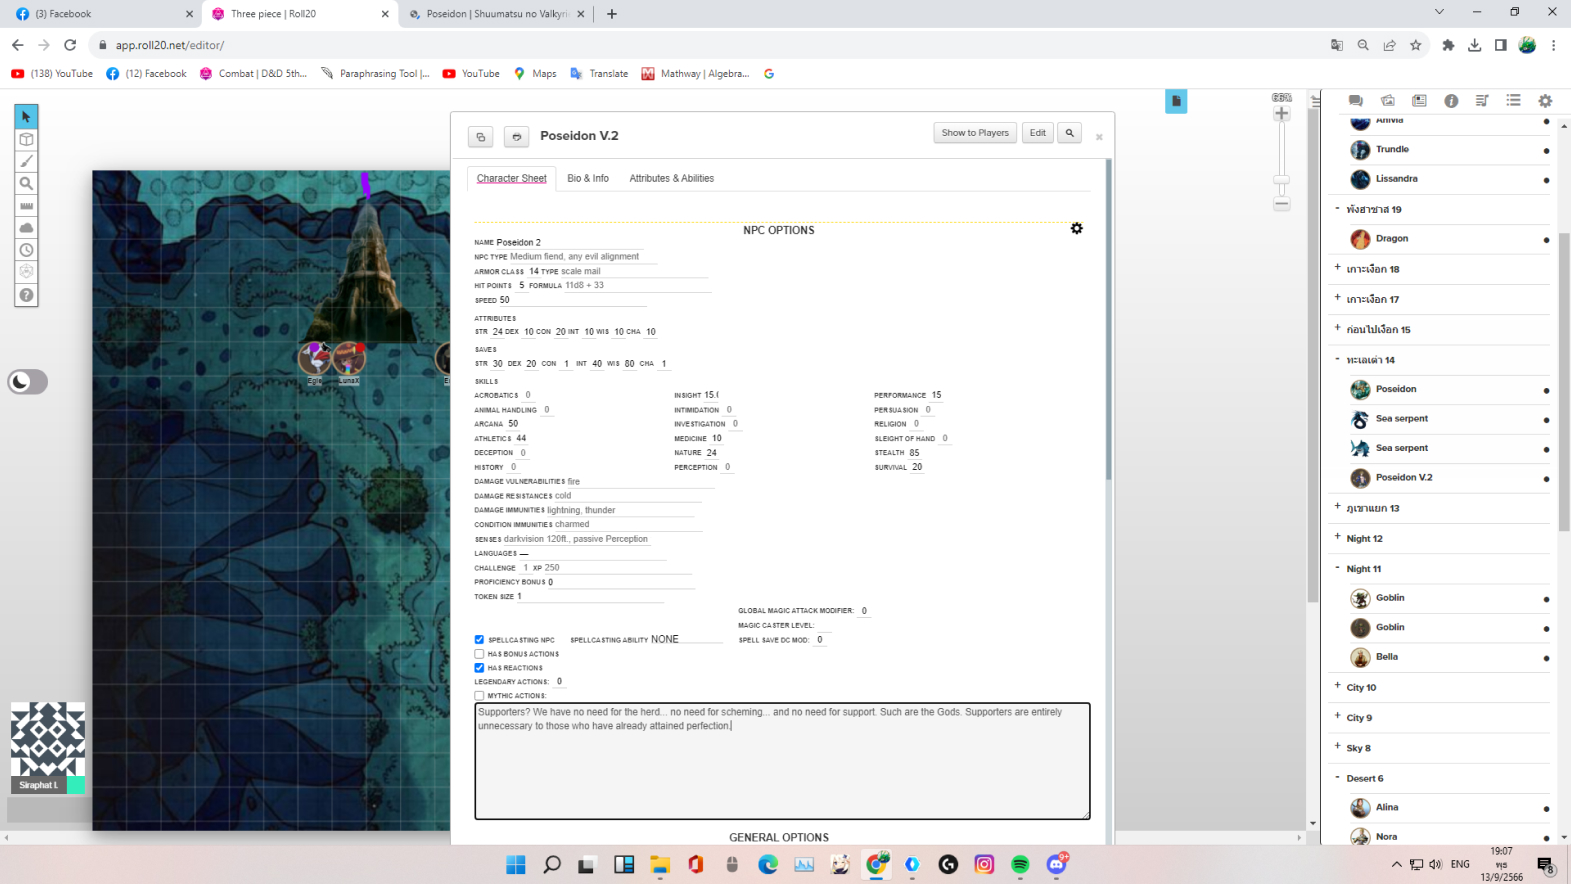 (3) Facebook
Three piece | Roll20
Poseidon | Shuumatsu no Valkyri
app.roll20.net/editor/
(138) YouTube
(12) Facebook
Combat | D&D 5th...
Paraphrasing Tool |...
YouTube
Maps
Translate
Mathway | Algebra...
66%
Poseidon V.2
Show to Players
Edit
Character Sheet
Bio & Info
Attributes & Abilities
NPC OPTIONS
NAME Poseidon 2
NPC TYPE Medium fiend, any evil alignment
ARMOR CLASS 14 TYPE scale mail
HIT POINTS 5 FORMULA 11d8 + 33
SPEED 50
ATTRIBUTES
STR 24 DEX 10 CON 20 INT 10 WIS 10 CHA 10
SAVES
STR 30 DEX 20 CON 1 INT 40 WIS 80 CHA 1
SKILLS
ACROBATICS 0 INSIGHT 15.( PERFORMANCE 15
ANIMAL HANDLING 0 INTIMIDATION 0 PERSUASION 0
ARCANA 50 INVESTIGATION 0 RELIGION 0
ATHLETICS 44 MEDICINE 10 SLEIGHT OF HAND 0
DECEPTION 0 NATURE 24 STEALTH 85
HISTORY 0 PERCEPTION 0 SURVIVAL 20
DAMAGE VULNERABILITIES fire
DAMAGE RESISTANCES cold
DAMAGE IMMUNITIES lightning, thunder
CONDITION IMMUNITIES charmed
SENSES darkvision 120ft., passive Perception
LANGUAGES —
CHALLENGE 1 XP 250
PROFICIENCY BONUS 0
TOKEN SIZE 1
GLOBAL MAGIC ATTACK MODIFIER: 0
MAGIC CASTER LEVEL:
SPELLCASTING NPC SPELLCASTING ABILITY NONE SPELL SAVE DC MOD: 0
HAS BONUS ACTIONS
HAS REACTIONS
LEGENDARY ACTIONS: 0
MYTHIC ACTIONS:
Supporters? We have no need for the herd... no need for scheming... and no need for support. Such are the Gods. Supporters are entirely
unnecessary to those who have already attained perfection.
GENERAL OPTIONS
Egle
LunaX
Siraphat I.
Anivia
Trundle
Lissandra
พังฮาซาส 19
Dragon
เกาะเงือก 18
เกาะเงือก 17
ก่อนไปเงือก 15
ทะเลเต่า 14
Poseidon
Sea serpent
Sea serpent
Poseidon V.2
ภูเขาแยก 13
Night 12
Night 11
Goblin
Goblin
Bella
City 10
City 9
Sky 8
Desert 6
Alina
Nora
ENG
19:07
พุธ
13/9/2566
9+
8